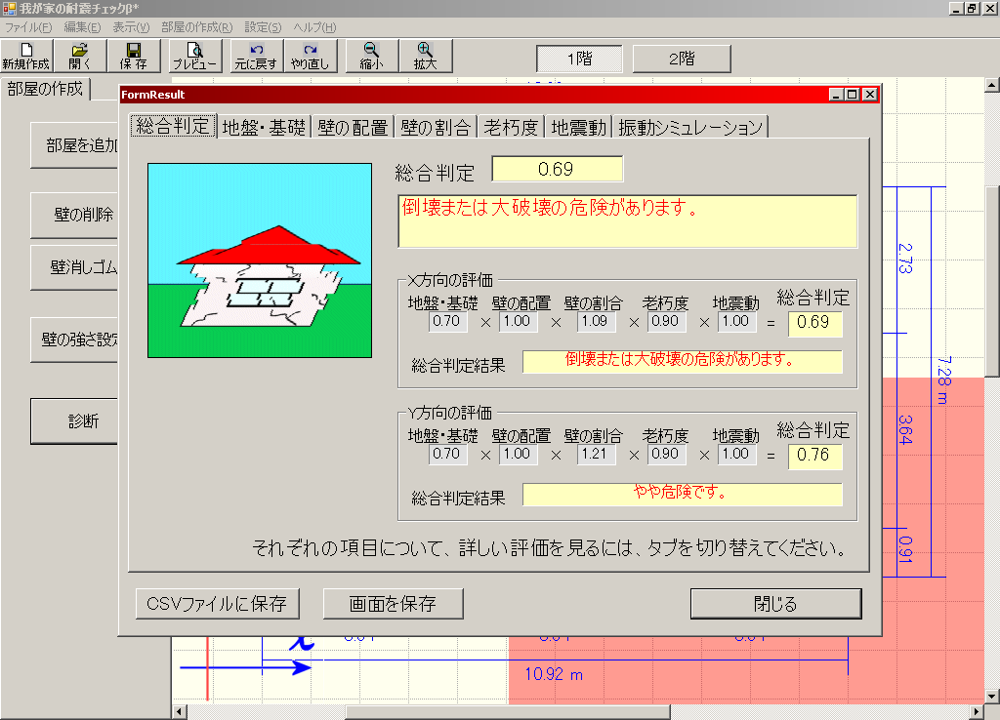 我が家の耐震チェックβ*
ファイル(F) 編集(E) 表示(V) 部屋の作成(R) 設定(S) ヘルプ(H)
新規作成 開く 保存 プレビュー 元に戻す やり直し 縮小 拡大 1階 2階
部屋の作成
部屋を追加
壁の削除
壁消しゴム
壁の強さ設定
診断
FormResult
総合判定 地盤・基礎 壁の配置 壁の割合 老朽度 地震動 振動シミュレーション
総合判定 0.69
倒壊または大破壊の危険があります。
X方向の評価
地盤・基礎 壁の配置 壁の割合 老朽度 地震動 総合判定
0.70 × 1.00 × 1.09 × 0.90 × 1.00 = 0.69
総合判定結果 倒壊または大破壊の危険があります。
Y方向の評価
地盤・基礎 壁の配置 壁の割合 老朽度 地震動 総合判定
0.70 × 1.00 × 1.21 × 0.90 × 1.00 = 0.76
総合判定結果 やや危険です。
それぞれの項目について、詳しい評価を見るには、タブを切り替えてください。
CSVファイルに保存 画面を保存 閉じる
2.73
7.28 m
3.64
0.91
x
10.92 m